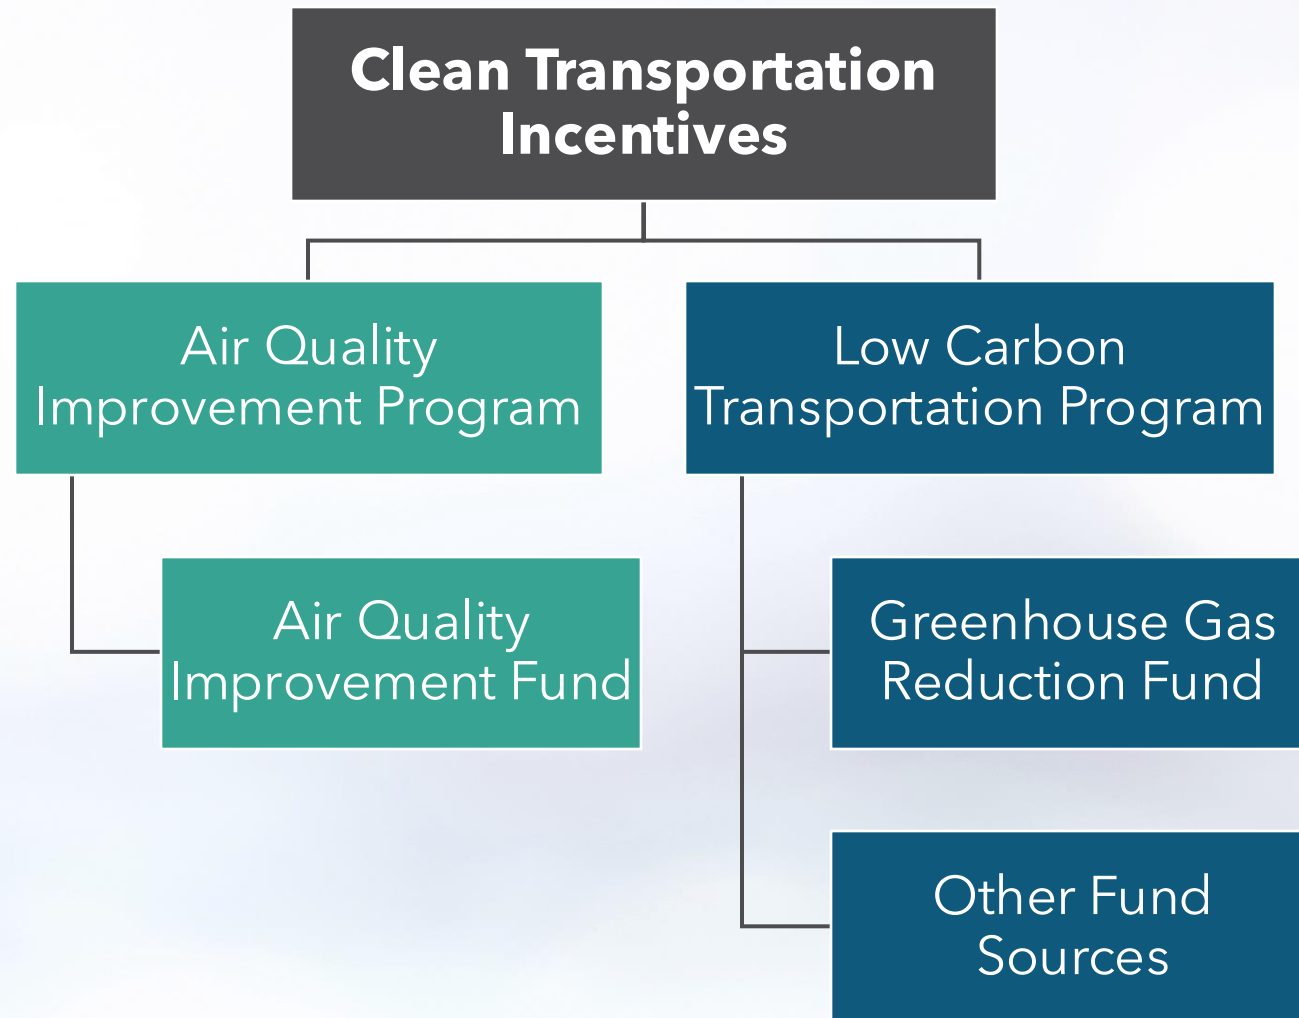 Clean Transportation
Incentives
Air Quality
Improvement Program
Low Carbon
Transportation Program
Air Quality
Improvement Fund
Greenhouse Gas
Reduction Fund
Other Fund
Sources